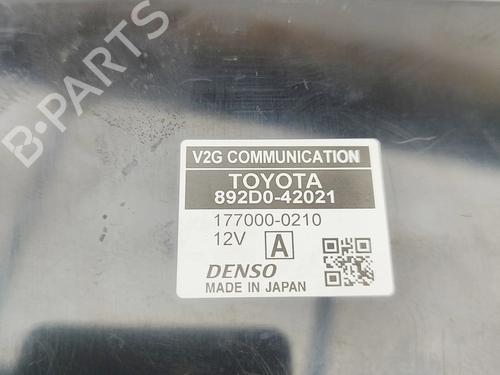 B-PARTS
V2G COMMUNICATION
TOYOTA
892D0-42021
177000-0210
12V A
DENSO
MADE IN JAPAN